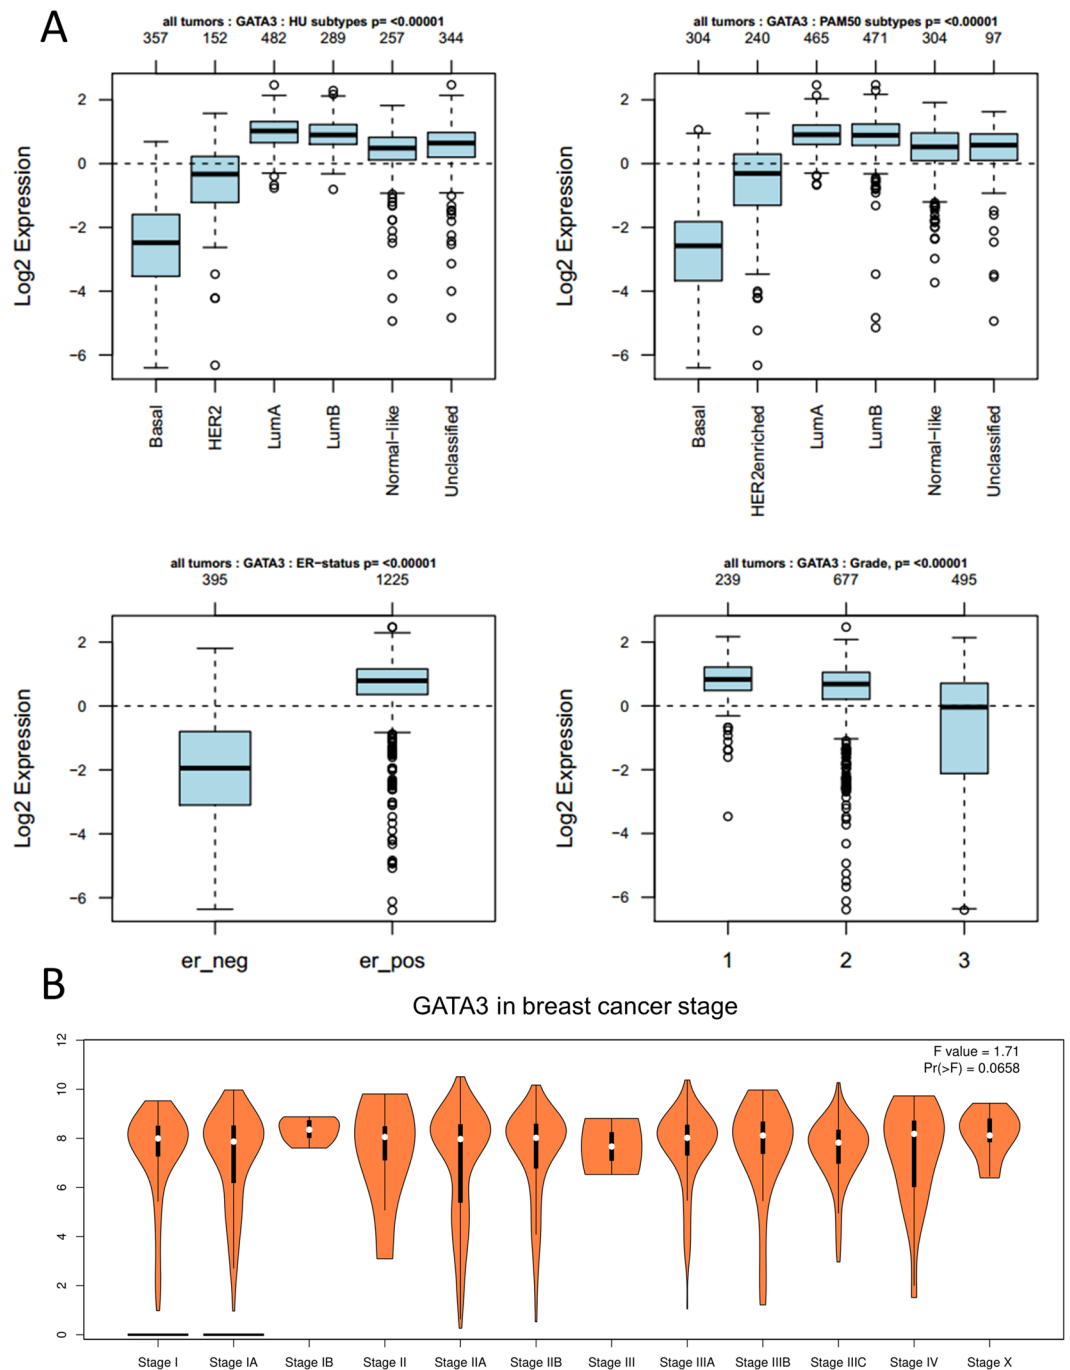 A
all tumors : GATA3 : HU subtypes p= <0.00001
357 152 482 289 257 344
Log2 Expression
2
0
−2
−4
−6
Basal
HER2
LumA
LumB
Normal−like
Unclassified
all tumors : GATA3 : PAM50 subtypes p= <0.00001
304 240 465 471 304 97
Log2 Expression
2
0
−2
−4
−6
Basal
HER2enriched
LumA
LumB
Normal−like
Unclassified
all tumors : GATA3 : ER−status p= <0.00001
395 1225
Log2 Expression
2
0
−2
−4
−6
er_neg er_pos
all tumors : GATA3 : Grade, p= <0.00001
239 677 495
Log2 Expression
2
0
−2
−4
−6
1 2 3
B
GATA3 in breast cancer stage
F value = 1.71
Pr(>F) = 0.0658
12
10
8
6
4
2
0
Stage I Stage IA Stage IB Stage II Stage IIA Stage IIB Stage III Stage IIIA Stage IIIB Stage IIIC Stage IV Stage X